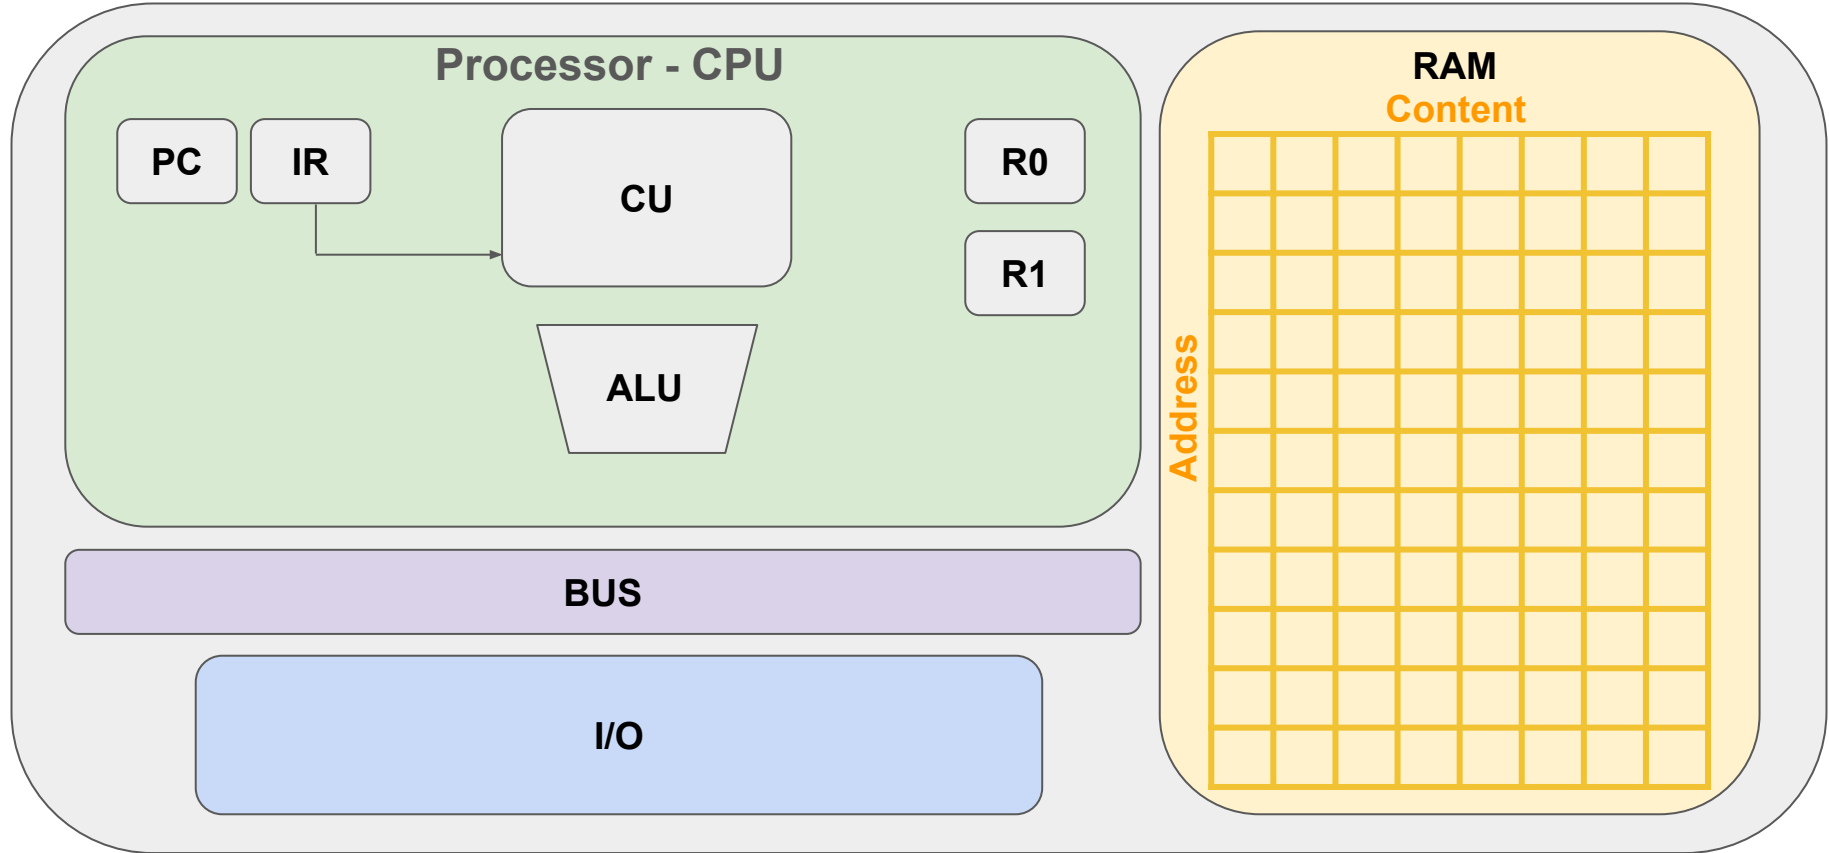 Processor - CPU
PC
IR
CU
R0
R1
ALU
BUS
I/O
RAM
Content
Address